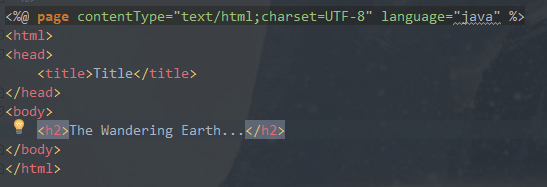 <%@ page contentType="text/html;charset=UTF-8" language="java" %>
<html>
<head>
    <title>Title</title>
</head>
<body>
    <h2>The Wandering Earth...</h2>
</body>
</html>